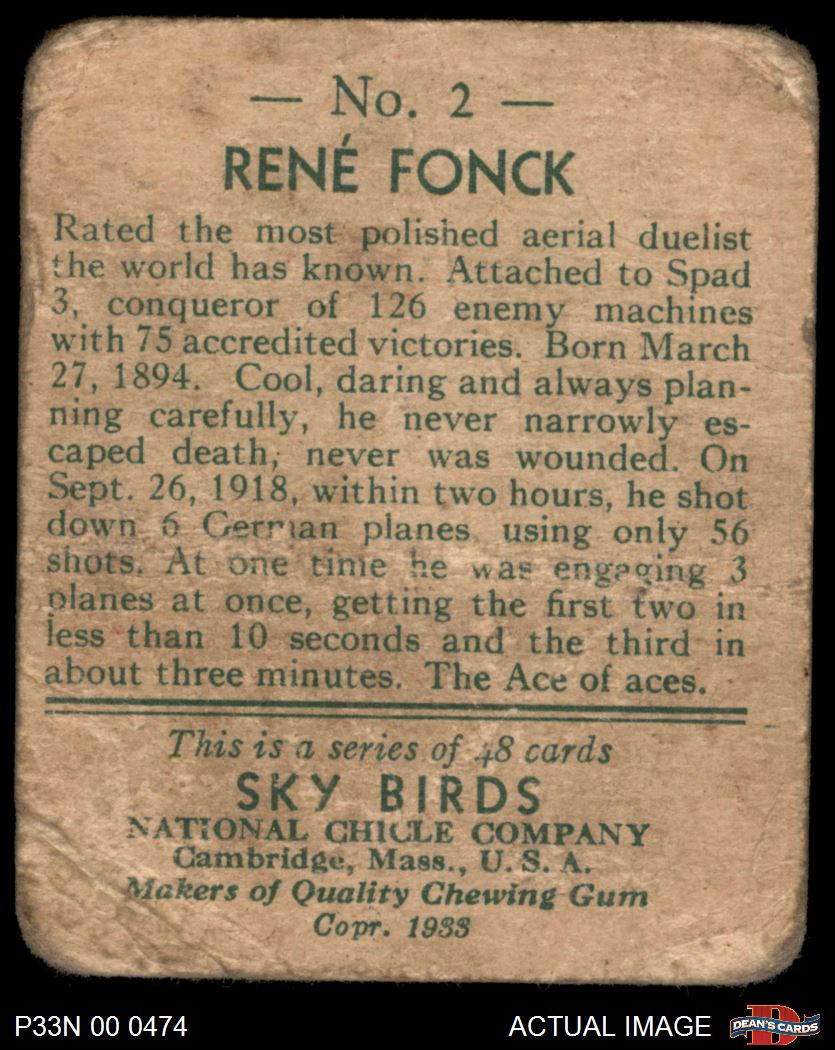 — No. 2 —
RENÉ FONCK
Rated the most polished aerial duelist
the world has known. Attached to Spad
3, conqueror of 126 enemy machines
with 75 accredited victories. Born March
27, 1894. Cool, daring and always plan-
ning carefully, he never narrowly es-
caped death, never was wounded. On
Sept. 26, 1918, within two hours, he shot
down 6 German planes using only 56
shots. At one time he was engaging 3
planes at once, getting the first two in
less than 10 seconds and the third in
about three minutes. The Ace of aces.
This is a series of 48 cards
SKY BIRDS
NATIONAL CHICLE COMPANY
Cambridge, Mass., U. S. A.
Makers of Quality Chewing Gum
Copr. 1933
P33N 00 0474 ACTUAL IMAGE DEAN'S CARDS